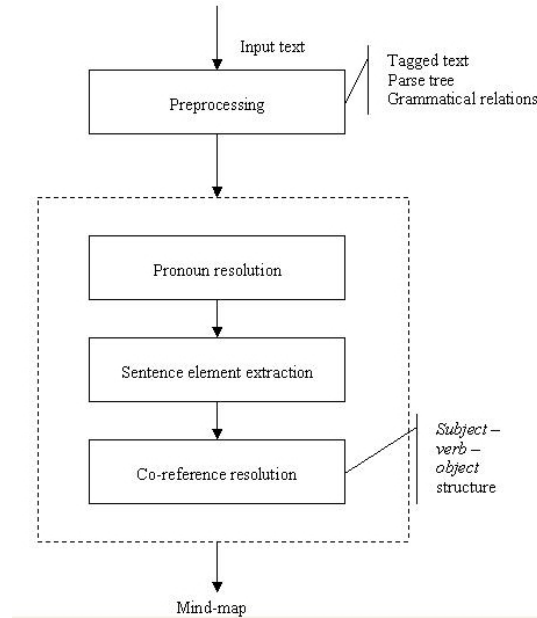 Input text
Tagged text
Parse tree
Grammatical relations
Preprocessing
Pronoun resolution
Sentence element extraction
Co-reference resolution
Subject –
verb –
object
structure
Mind-map